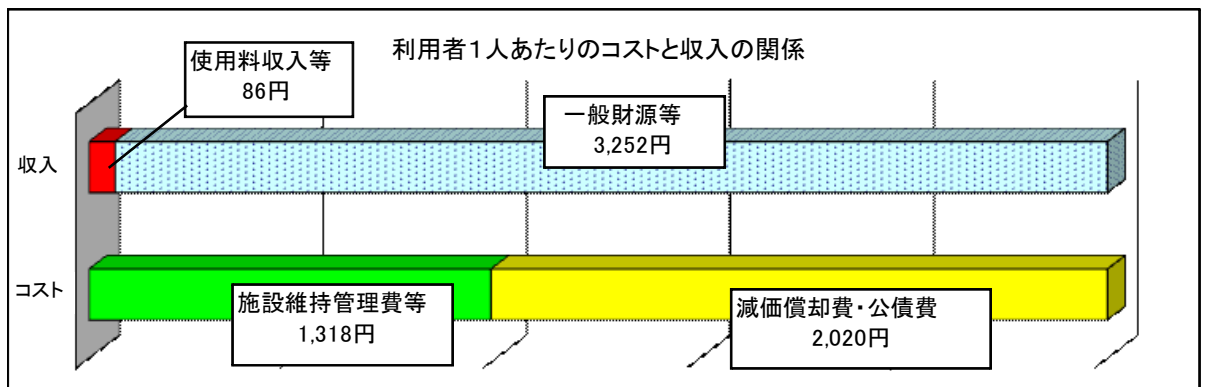 利用者１人あたりのコストと収入の関係
使用料収入等
86円
一般財源等
3,252円
収入
コスト
施設維持管理費等
1,318円
減価償却費・公債費
2,020円